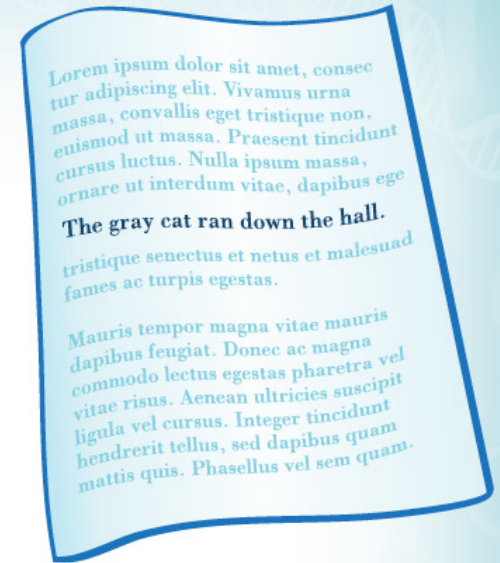 Lorem ipsum dolor sit amet, consec
tur adipiscing elit. Vivamus urna
massa, convallis eget tristique non,
euismod ut massa. Praesent tincidunt
cursus luctus. Nulla ipsum massa,
ornare ut interdum vitae, dapibus ege
The gray cat ran down the hall.
tristique senectus et netus et malesuad
fames ac turpis egestas.
Mauris tempor magna vitae mauris
dapibus feugiat. Donec ac magna
commodo lectus egestas pharetra vel
vitae risus. Aenean ultricies suscipit
ligula vel cursus. Integer tincidunt
hendrerit tellus, sed dapibus quam
mattis quis. Phasellus vel sem quam.